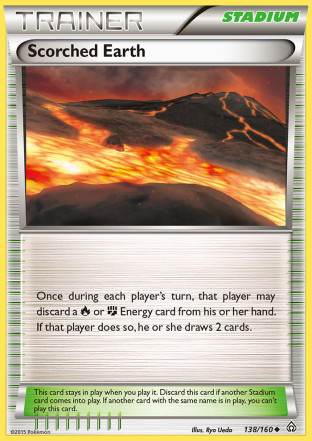 TRAINER STADIUM
Scorched Earth
Once during each player's turn, that player may
discard a or Energy card from his or her hand.
If that player does so, he or she draws 2 cards.
This card stays in play when you play it. Discard this card if another Stadium
card comes into play. If another card with the same name is in play, you can't
play this card.
©2015 Pokémon Illus. Ryo Ueda 138/160